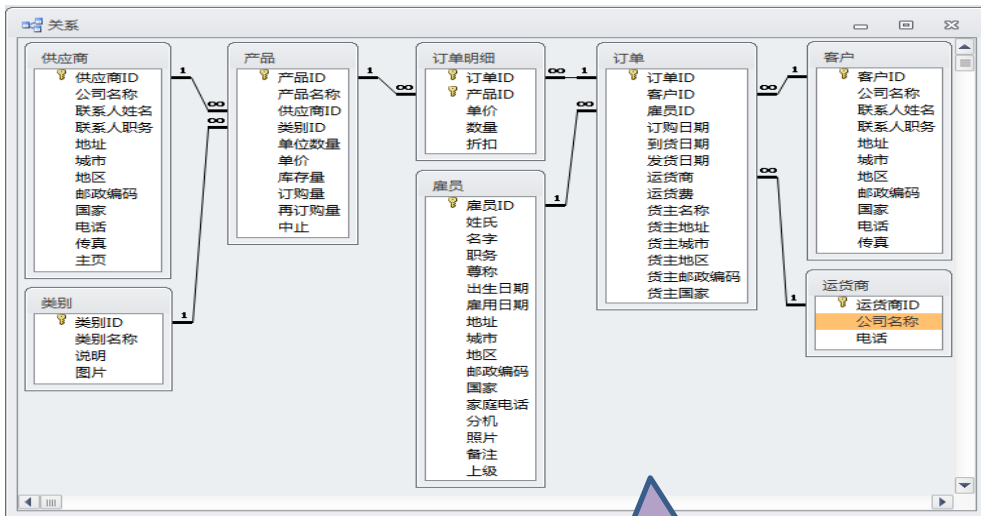 关系
供应商
供应商ID
公司名称
联系人姓名
联系人职务
地址
城市
地区
邮政编码
国家
电话
传真
主页
类别
类别ID
类别名称
说明
图片
产品
产品ID
产品名称
供应商ID
类别ID
单位数量
单价
库存量
订购量
再订购量
中止
订单明细
订单ID
产品ID
单价
数量
折扣
雇员
雇员ID
姓氏
名字
职务
尊称
出生日期
雇用日期
地址
城市
地区
邮政编码
国家
家庭电话
分机
照片
备注
上级
订单
订单ID
客户ID
雇员ID
订购日期
到货日期
发货日期
运货商
运货费
货主名称
货主地址
货主城市
货主地区
货主邮政编码
货主国家
客户
客户ID
公司名称
联系人姓名
联系人职务
地址
城市
地区
邮政编码
国家
电话
传真
运货商
运货商ID
公司名称
电话
1
∞
∞
1
1
∞
∞
1
∞
1
1
∞
∞
1